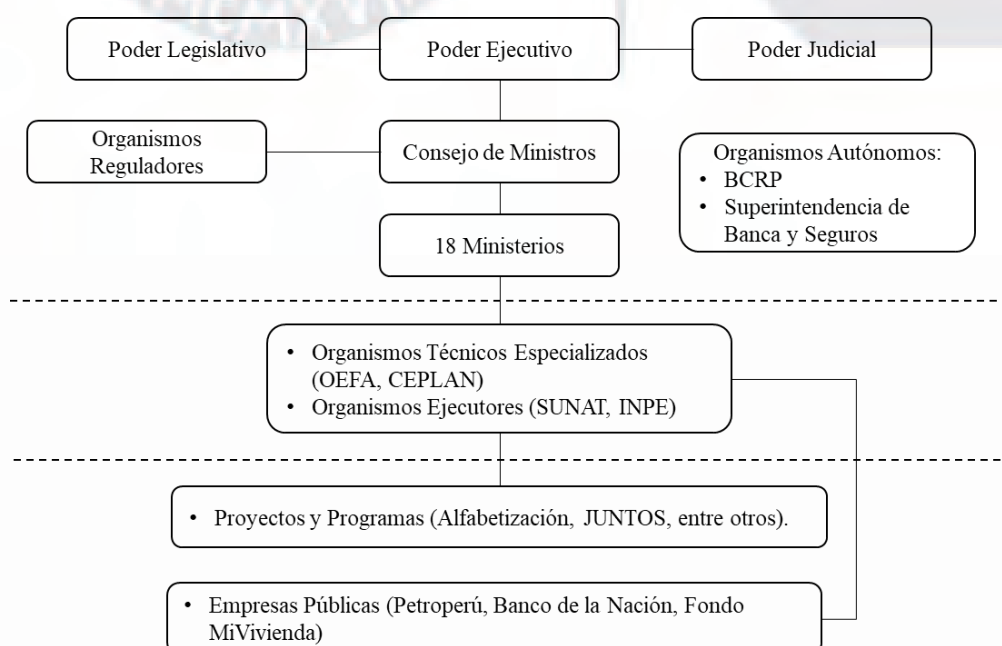 Poder Legislativo
Poder Ejecutivo
Poder Judicial
Organismos
Reguladores
Consejo de Ministros
Organismos Autónomos:
• BCRP
• Superintendencia de
Banca y Seguros
18 Ministerios
• Organismos Técnicos Especializados
(OEFA, CEPLAN)
• Organismos Ejecutores (SUNAT, INPE)
• Proyectos y Programas (Alfabetización, JUNTOS, entre otros).
• Empresas Públicas (Petroperú, Banco de la Nación, Fondo
MiVivienda)